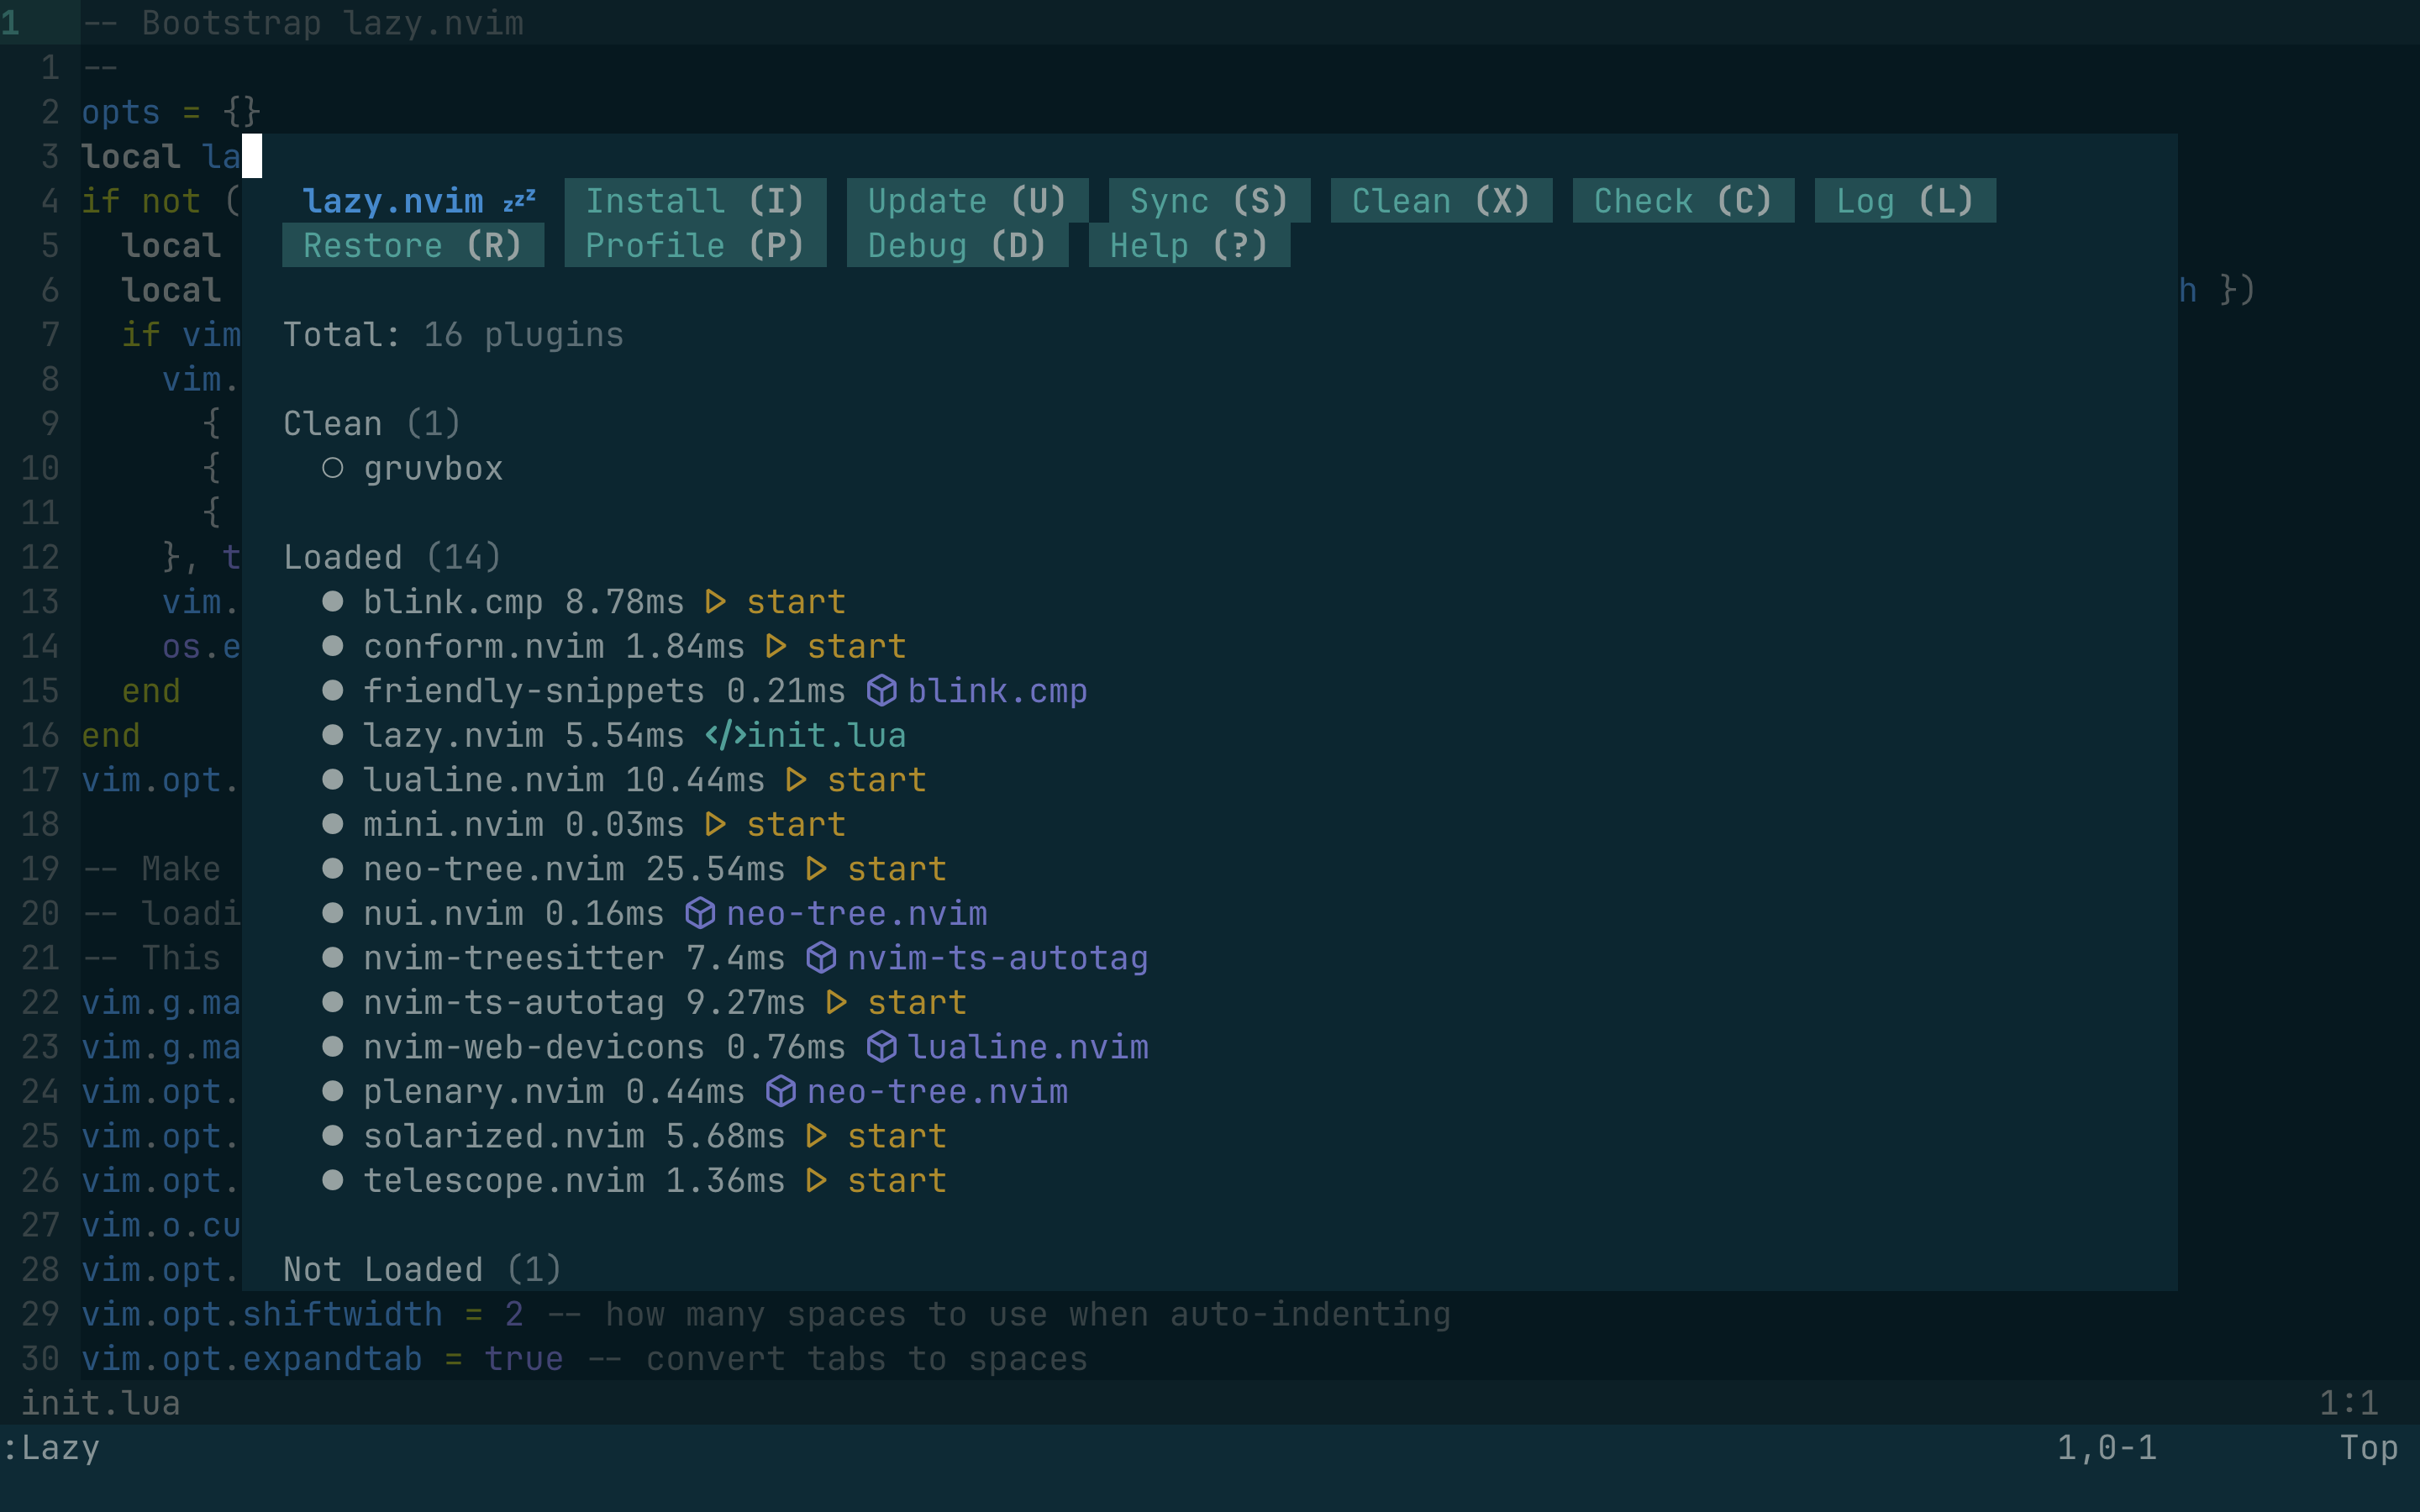 1 -- Bootstrap lazy.nvim
1 --
2 opts = {}
3 local la
4 if not ( lazy.nvim zzz Install (I) Update (U) Sync (S) Clean (X) Check (C) Log (L)
5 local Restore (R) Profile (P) Debug (D) Help (?)
6 local h })
7 if vim Total: 16 plugins
8 vim.
9 { Clean (1)
10 { ○ gruvbox
11 {
12 }, t Loaded (14)
13 vim. ● blink.cmp 8.78ms ▷ start
14 os.e ● conform.nvim 1.84ms ▷ start
15 end ● friendly-snippets 0.21ms blink.cmp
16 end ● lazy.nvim 5.54ms </>init.lua
17 vim.opt. ● lualine.nvim 10.44ms ▷ start
18 ● mini.nvim 0.03ms ▷ start
19 -- Make ● neo-tree.nvim 25.54ms ▷ start
20 -- loadi ● nui.nvim 0.16ms neo-tree.nvim
21 -- This ● nvim-treesitter 7.4ms nvim-ts-autotag
22 vim.g.ma ● nvim-ts-autotag 9.27ms ▷ start
23 vim.g.ma ● nvim-web-devicons 0.76ms lualine.nvim
24 vim.opt. ● plenary.nvim 0.44ms neo-tree.nvim
25 vim.opt. ● solarized.nvim 5.68ms ▷ start
26 vim.opt. ● telescope.nvim 1.36ms ▷ start
27 vim.o.cu
28 vim.opt. Not Loaded (1)
29 vim.opt.shiftwidth = 2 -- how many spaces to use when auto-indenting
30 vim.opt.expandtab = true -- convert tabs to spaces
init.lua 1:1
:Lazy 1,0-1 Top